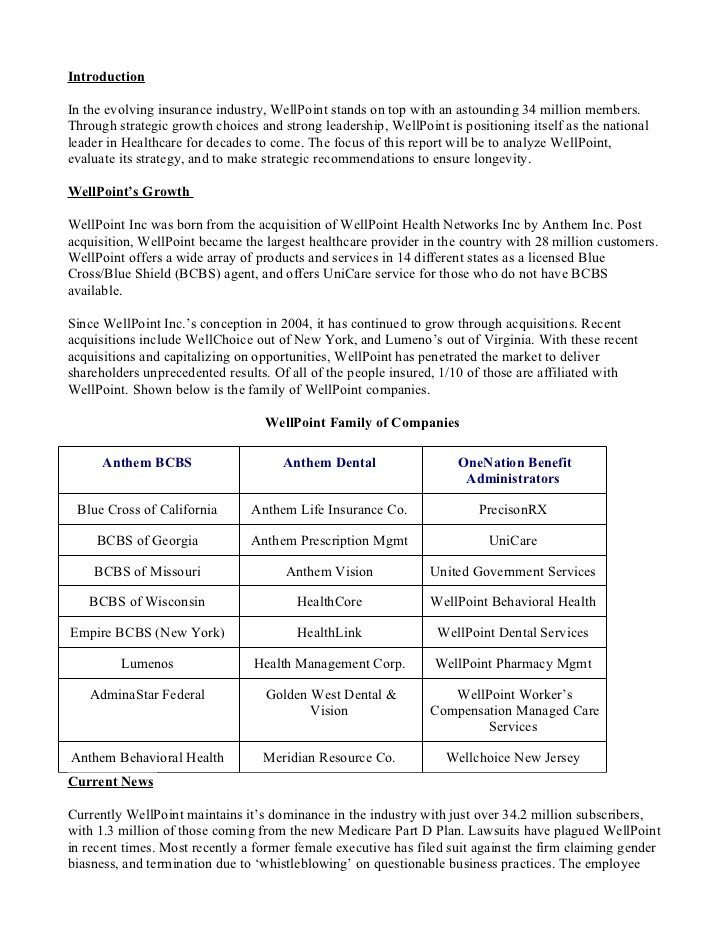 Introduction
In the evolving insurance industry, WellPoint stands on top with an astounding 34 million members.
Through strategic growth choices and strong leadership, WellPoint is positioning itself as the national
leader in Healthcare for decades to come. The focus of this report will be to analyze WellPoint,
evaluate its strategy, and to make strategic recommendations to ensure longevity.
WellPoint's Growth
WellPoint Inc was born from the acquisition of WellPoint Health Networks Inc by Anthem Inc. Post
acquisition, WellPoint became the largest healthcare provider in the country with 28 million customers.
WellPoint offers a wide array of products and services in 14 different states as a licensed Blue
Cross/Blue Shield (BCBS) agent, and offers UniCare service for those who do not have BCBS
available.
Since WellPoint Inc.'s conception in 2004, it has continued to grow through acquisitions. Recent
acquisitions include WellChoice out of New York, and Lumeno's out of Virginia. With these recent
acquisitions and capitalizing on opportunities, WellPoint has penetrated the market to deliver
shareholders unprecedented results. Of all of the people insured, 1/10 of those are affiliated with
WellPoint. Shown below is the family of WellPoint companies.
WellPoint Family of Companies
Anthem BCBS Anthem Dental OneNation Benefit
Administrators
Blue Cross of California Anthem Life Insurance Co. PrecisonRX
BCBS of Georgia Anthem Prescription Mgmt UniCare
BCBS of Missouri Anthem Vision United Government Services
BCBS of Wisconsin HealthCore WellPoint Behavioral Health
Empire BCBS (New York) HealthLink WellPoint Dental Services
Lumenos Health Management Corp. WellPoint Pharmacy Mgmt
AdminaStar Federal Golden West Dental & WellPoint Worker's
Vision Compensation Managed Care
Services
Anthem Behavioral Health Meridian Resource Co. Wellchoice New Jersey
Current News
Currently WellPoint maintains it's dominance in the industry with just over 34.2 million subscribers,
with 1.3 million of those coming from the new Medicare Part D Plan. Lawsuits have plagued WellPoint
in recent times. Most recently a former female executive has filed suit against the firm claiming gender
biasness, and termination due to 'whistleblowing' on questionable business practices. The employee